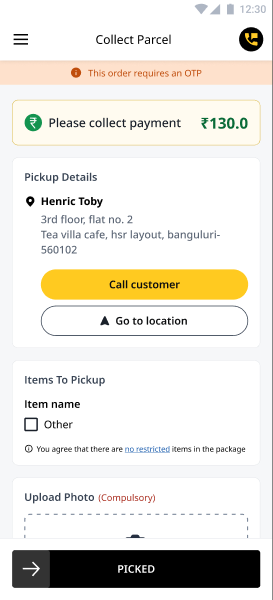 12:30
Collect Parcel
This order requires an OTP
Please collect payment ₹130.0
Pickup Details
Henric Toby
3rd floor, flat no. 2
Tea villa cafe, hsr layout, banguluri-
560102
Call customer
Go to location
Items To Pickup
Item name
Other
You agree that there are no restricted items in the package
Upload Photo (Compulsory)
PICKED